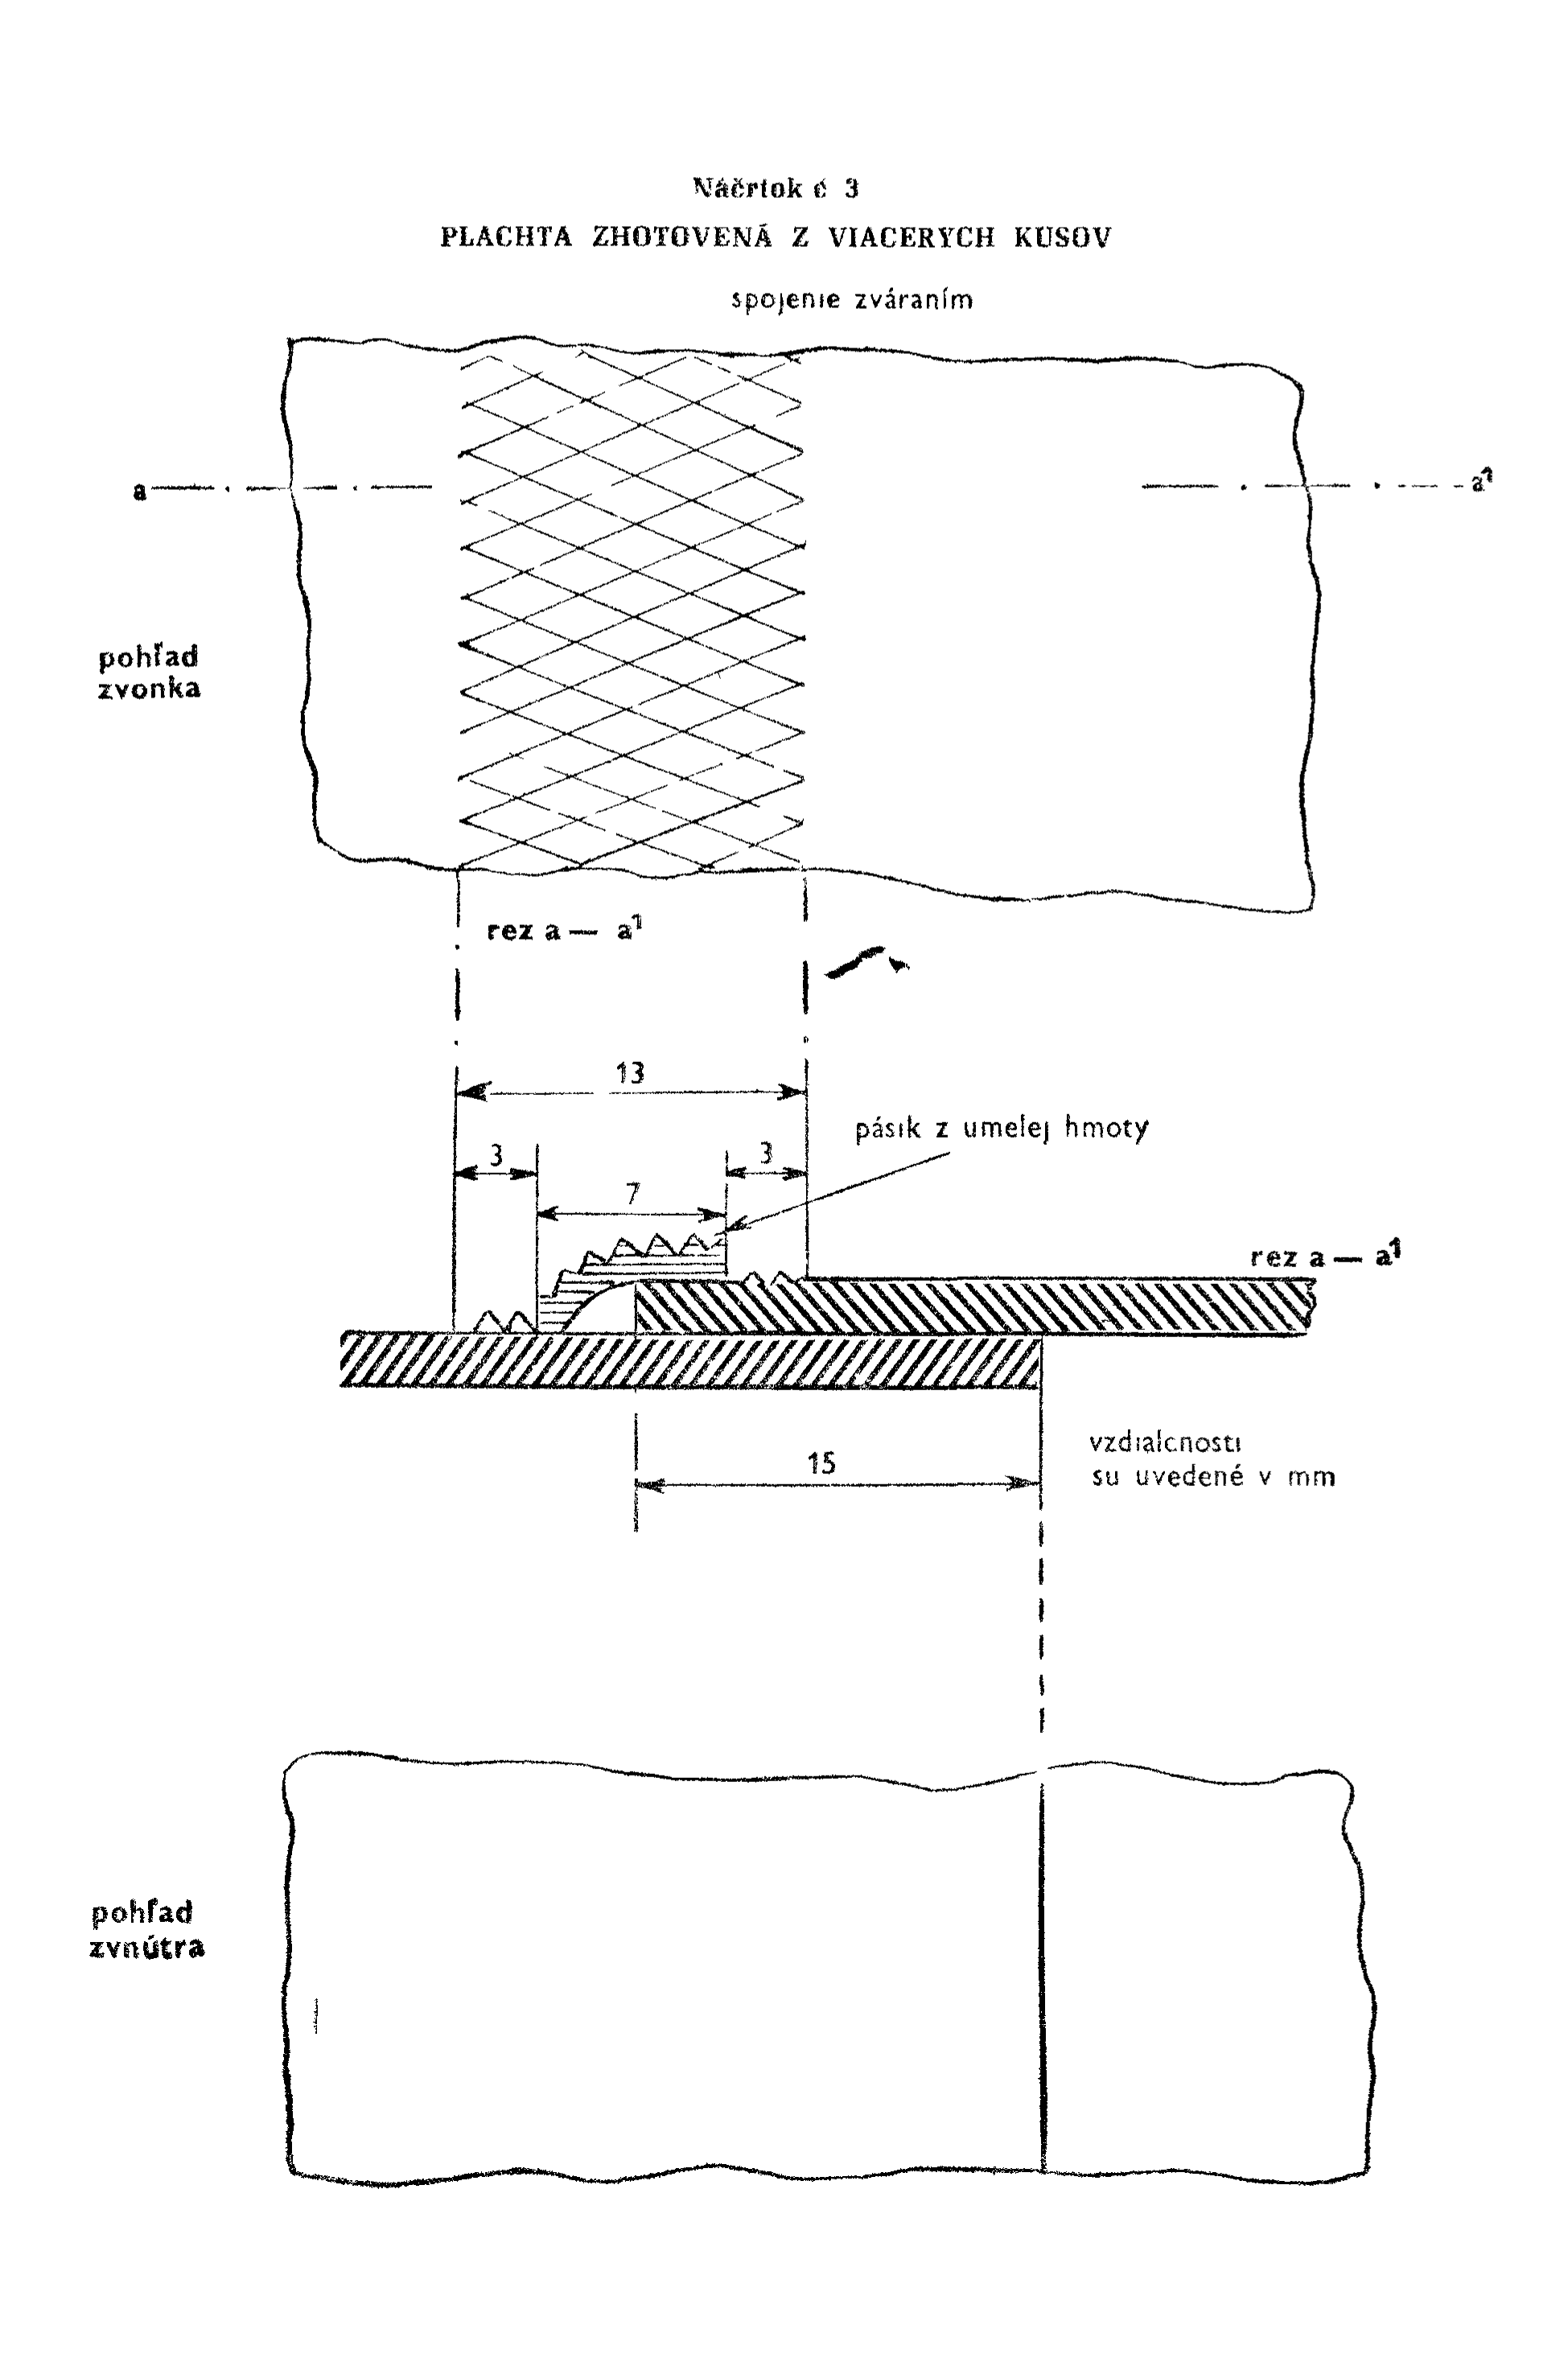 Náčrtok č 3
PLACHTA ZHOTOVENÁ Z VIACERYCH KUSOV
spojenie zváraním
a
a¹
pohľad
zvonka
rez a — a¹
13
pásik z umelej hmoty
3
3
7
rez a — a¹
15
vzdialenosti
su uvedené v mm
pohľad
zvnútra